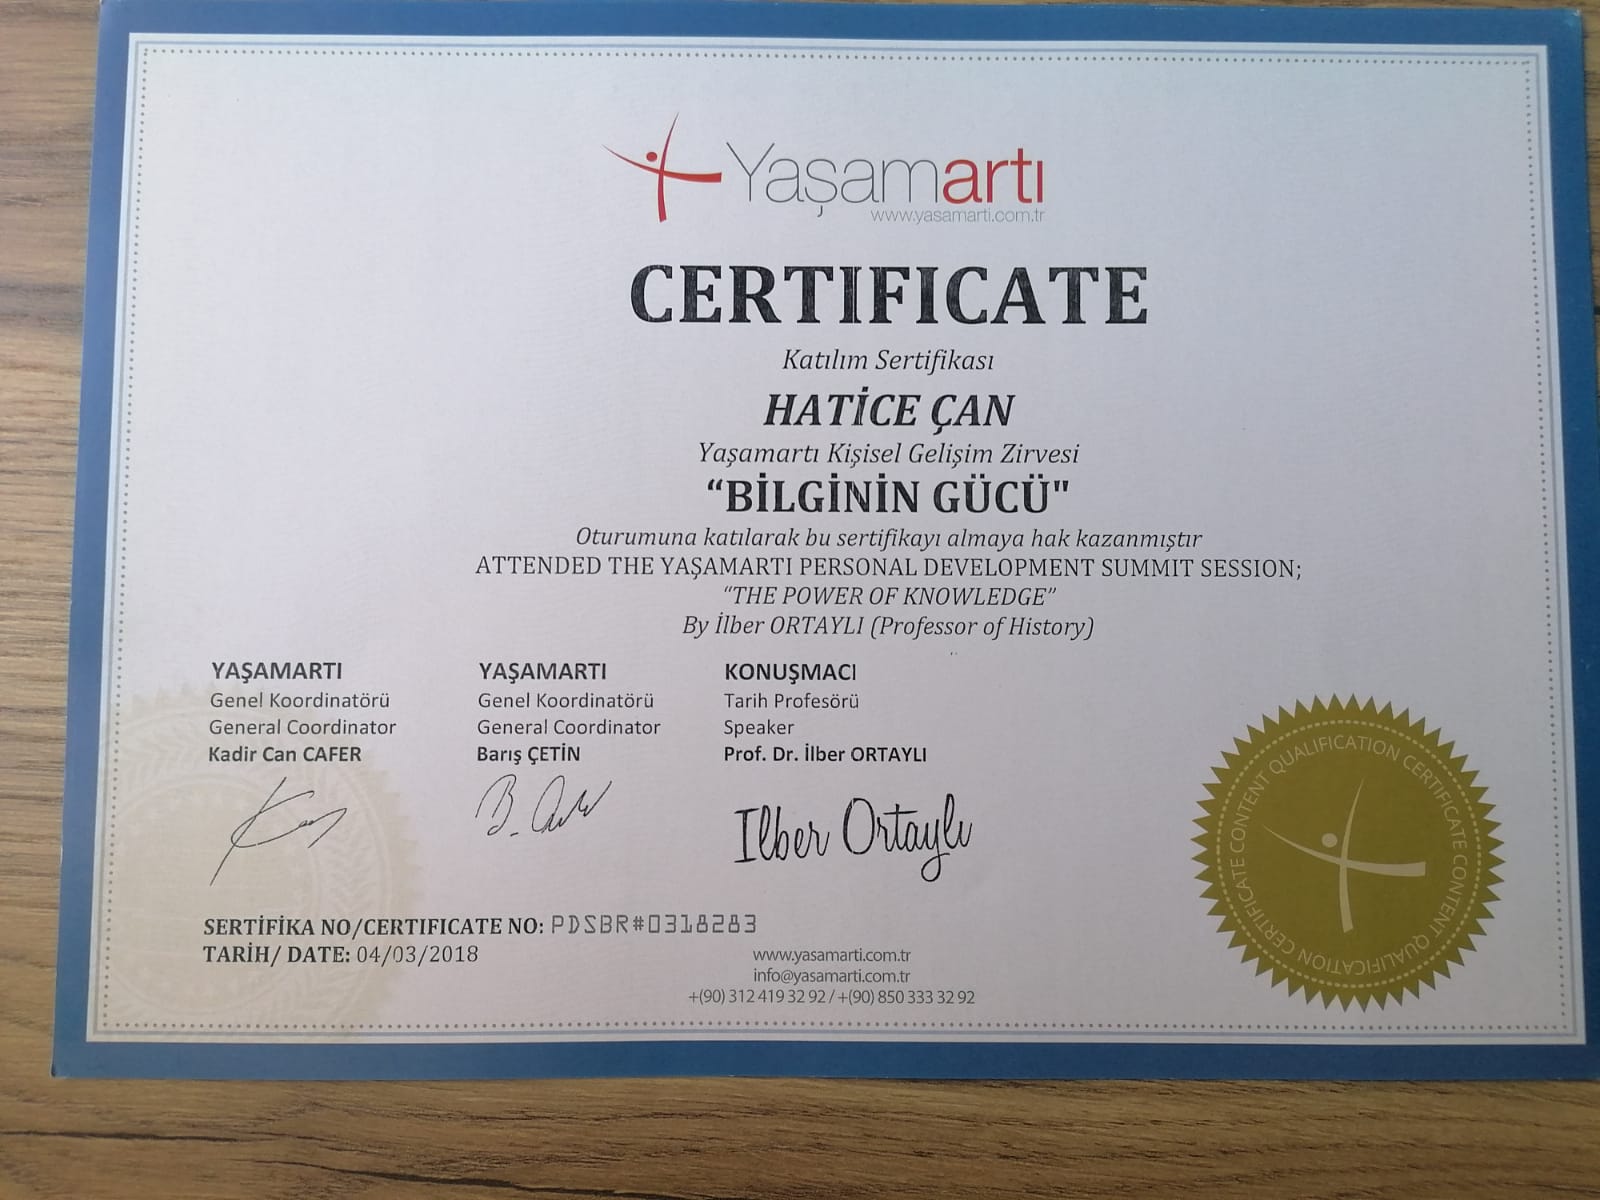 Yaşamartı
www.yasamarti.com.tr
CERTIFICATE
Katılım Sertifikası
HATİCE ÇAN
Yaşamartı Kişisel Gelişim Zirvesi
“BİLGİNİN GÜCÜ"
Oturumuna katılarak bu sertifikayı almaya hak kazanmıştır
ATTENDED THE YAŞAMARTI PERSONAL DEVELOPMENT SUMMIT SESSION;
“THE POWER OF KNOWLEDGE”
By İlber ORTAYLI (Professor of History)
YAŞAMARTI
Genel Koordinatörü
General Coordinator
Kadir Can CAFER
YAŞAMARTI
Genel Koordinatörü
General Coordinator
Barış ÇETİN
KONUŞMACI
Tarih Profesörü
Speaker
Prof. Dr. İlber ORTAYLI
Ilber Ortaylı
SERTİFİKA NO/CERTIFICATE NO: PDSBR#0318283
TARİH/ DATE: 04/03/2018
www.yasamarti.com.tr
info@yasamarti.com.tr
+(90) 312 419 32 92 / +(90) 850 333 32 92
CERTIFICATE CONTENT QUALIFICATION CERTIFICATE CONTENT QUALIFICATION